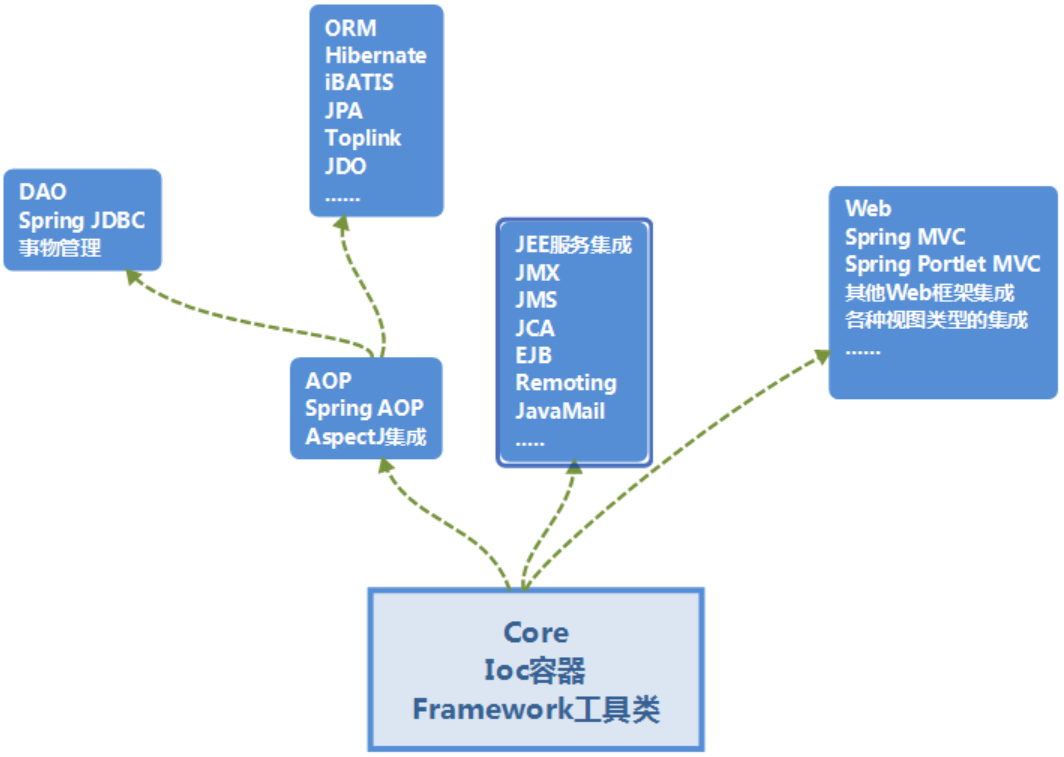 ORM
Hibernate
iBATIS
JPA
Toplink
JDO
......
DAO
Spring JDBC
事物管理
Web
Spring MVC
Spring Portlet MVC
其他Web框架集成
各种视图类型的集成
......
JEE服务集成
JMX
JMS
JCA
EJB
Remoting
JavaMail
.....
AOP
Spring AOP
AspectJ集成
Core
Ioc容器
Framework工具类